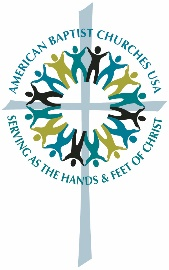 AMERICAN BAPTIST CHURCHES USA
SERVING AS THE HANDS & FEET OF CHRIST